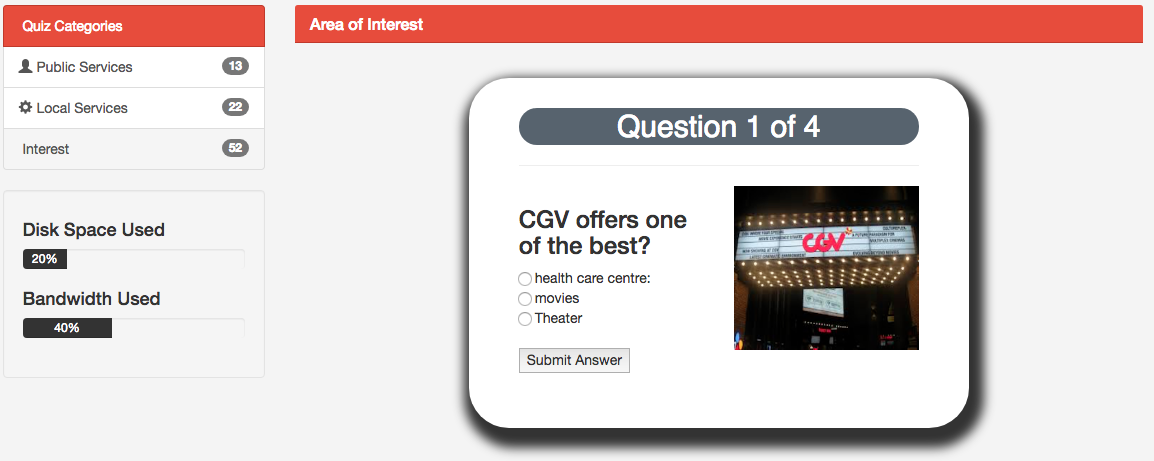 Quiz Categories
Public Services 13
Local Services 22
Interest 52
Disk Space Used
20%
Bandwidth Used
40%
Area of Interest
Question 1 of 4
CGV offers one
of the best?
health care centre:
movies
Theater
Submit Answer
CGV